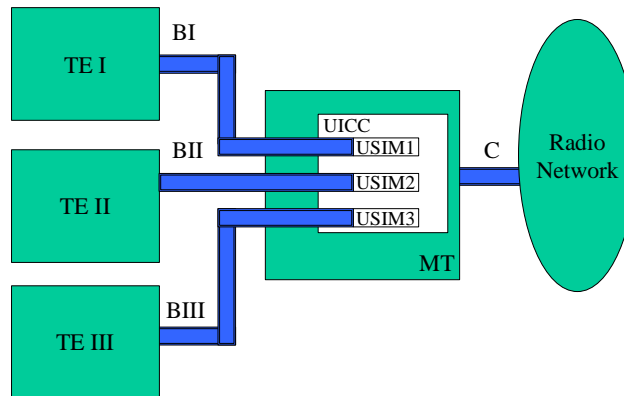 BI
TE I
UICC
USIM1
BII
USIM2
C
Radio
Network
TE II
USIM3
MT
BIII
TE III